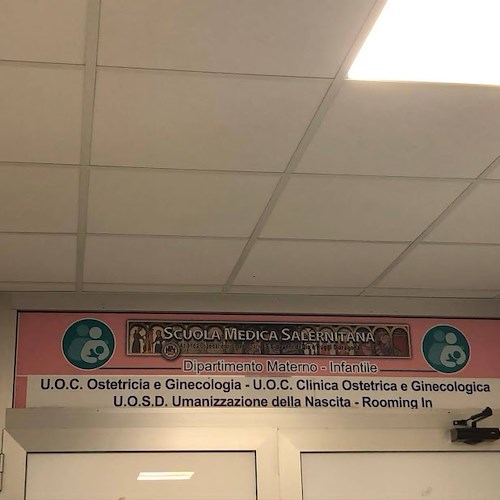 SCUOLA MEDICA SALERNITANA
Dipartimento Materno - Infantile
U.O.C. Ostetricia e Ginecologia - U.O.C. Clinica Ostetrica e Ginecologica
U.O.S.D. Umanizzazione della Nascita - Rooming In